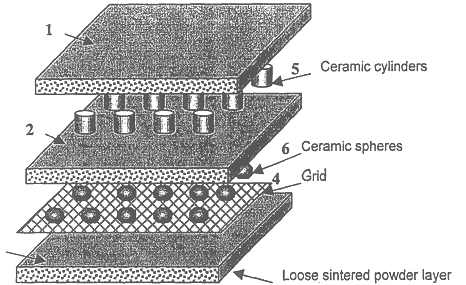 1
5 Ceramic cylinders
2
6 Ceramic spheres
4 Grid
Loose sintered powder layer